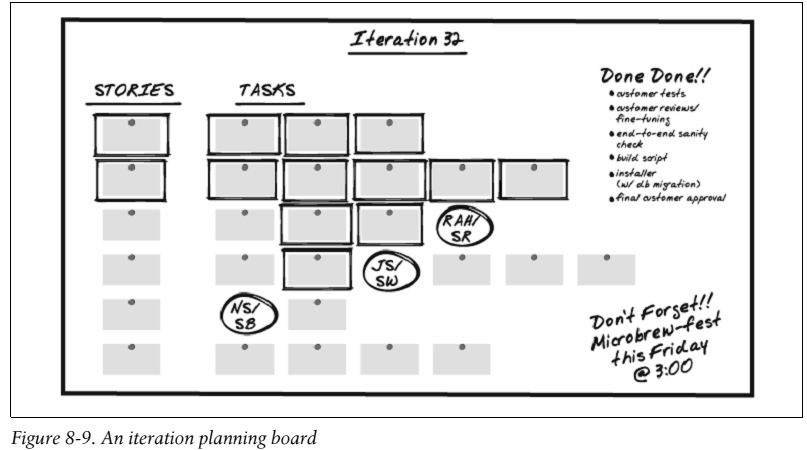 Iteration 32
STORIES
TASKS
Done Done!!
• customer tests
• customer reviews/
fine-tuning
• end-to-end sanity
check
• build script
• installer
(w/ db migration)
• final customer approval
RAH/
SR
JS/
SW
NS/
SB
Don't Forget!!
Microbrew-fest
this Friday
@ 3:00
Figure 8-9. An iteration planning board